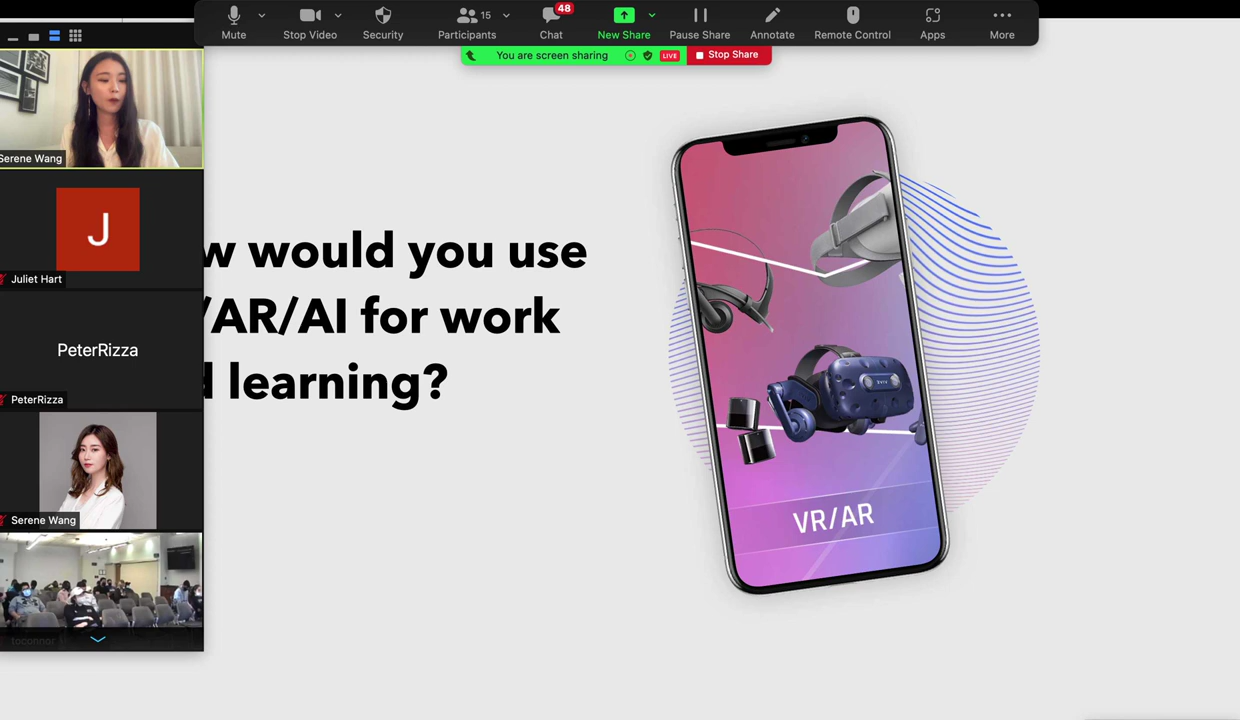 Mute
Stop Video
Security
15
Participants
48
Chat
New Share
Pause Share
Annotate
Remote Control
Apps
More
You are screen sharing
LIVE
Stop Share
Serene Wang
J
Juliet Hart
PeterRizza
PeterRizza
Serene Wang
toconnor
w would you use
/AR/AI for work
d learning?
VIVE
VR/AR